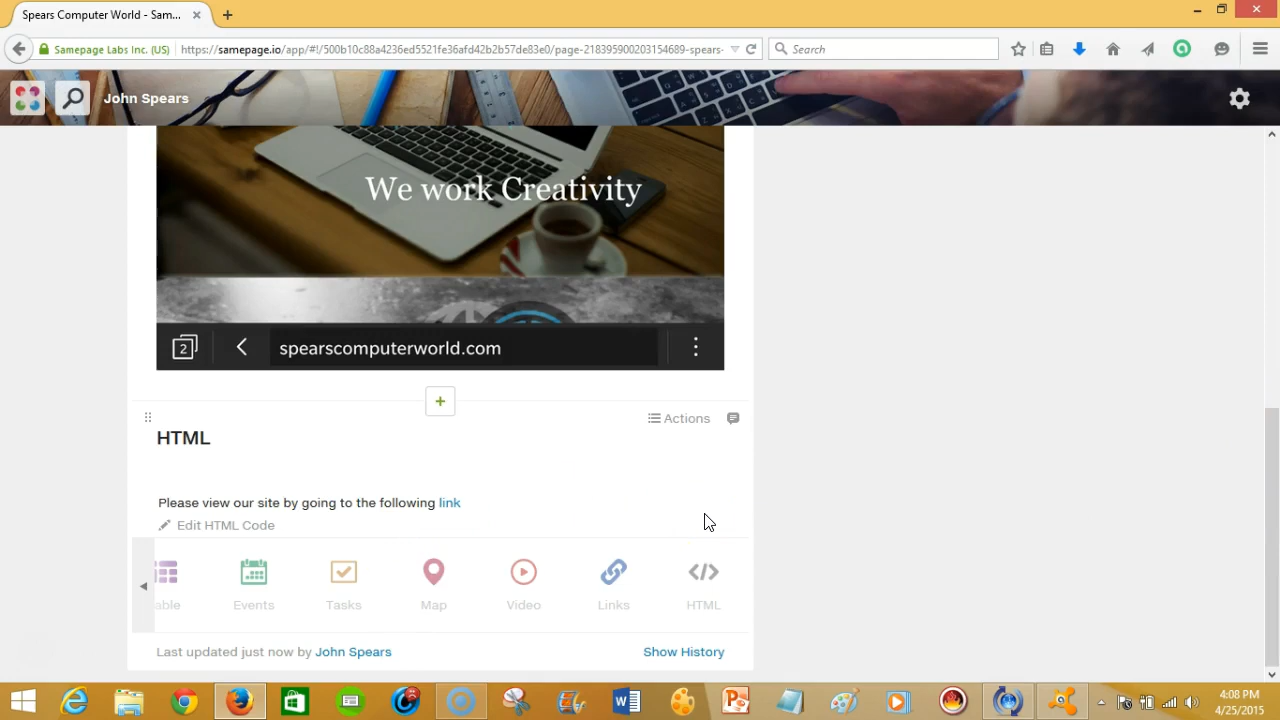 Spears Computer World - Sam...
Samepage Labs Inc. (US)
https://samepage.io/app/#!/500b10c88a4236ed5521fe36afd42b2b57de83e0/page-218395900203154689-spears-
Search
John Spears
We work Creativity
2
spearscomputerworld.com
Actions
HTML
Please view our site by going to the following link
Edit HTML Code
able
Events
Tasks
Map
Video
Links
HTML
Last updated just now by John Spears
Show History
4:08 PM
4/25/2015